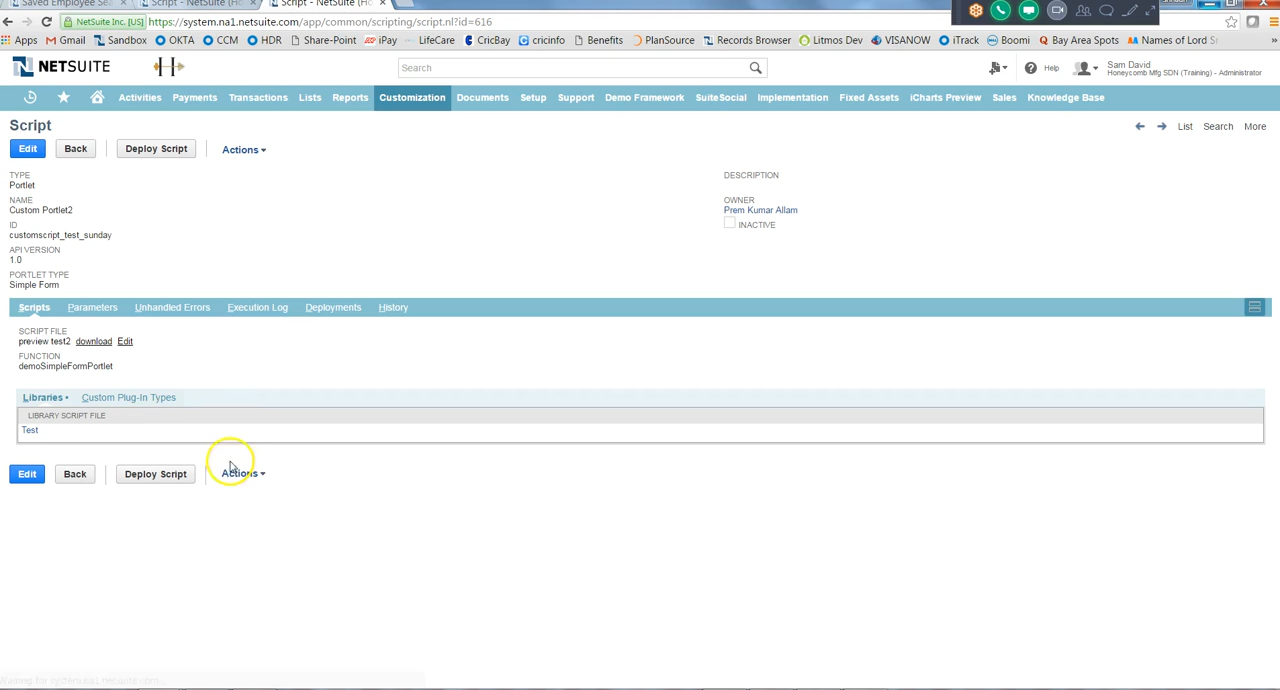 Saved Employee Sea
Script - NetSuite (Ho
Script - NetSuite (Ho
NetSuite Inc. [US] https://system.na1.netsuite.com/app/common/scripting/script.nl?id=616
Apps Gmail Sandbox OKTA CCM HDR Share-Point iPay LifeCare CricBay cricinfo Benefits PlanSource Records Browser Litmos Dev VISANOW iTrack Boomi Bay Area Spots Names of Lord Sr »
NETSUITE
Search
Help
Sam David
Honeycomb Mfg SDN (Training) - Administrator
Activities Payments Transactions Lists Reports Customization Documents Setup Support Demo Framework SuiteSocial Implementation Fixed Assets iCharts Preview Sales Knowledge Base
Script
List Search More
Edit Back Deploy Script Actions
TYPE
Portlet
NAME
Custom Portlet2
ID
customscript_test_sunday
API VERSION
1.0
PORTLET TYPE
Simple Form
DESCRIPTION
OWNER
Prem Kumar Allam
INACTIVE
Scripts Parameters Unhandled Errors Execution Log Deployments History
SCRIPT FILE
preview test2 download Edit
FUNCTION
demoSimpleFormPortlet
Libraries • Custom Plug-In Types
LIBRARY SCRIPT FILE
Test
Edit Back Deploy Script Actions
Waiting for system.na1.netsuite.com...